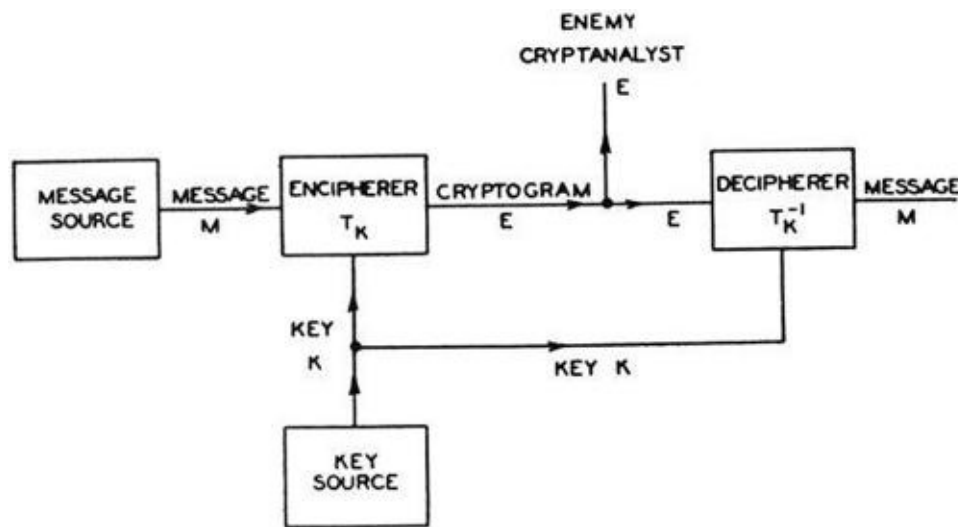 ENEMY
CRYPTANALYST
E
MESSAGE
SOURCE
MESSAGE
M
ENCIPHERER
T_K
CRYPTOGRAM
E
E
DECIPHERER
T_K^-1
MESSAGE
M
KEY
K
KEY K
KEY
SOURCE